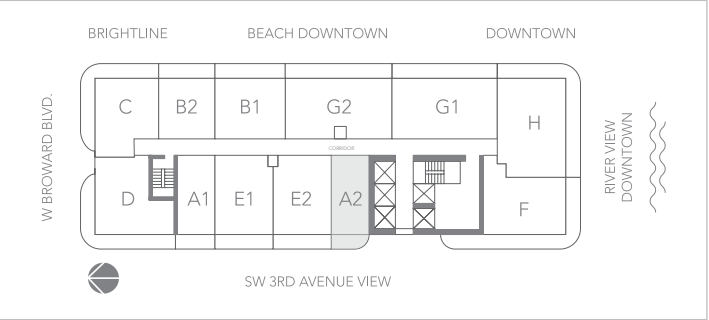 BRIGHTLINE
BEACH DOWNTOWN
DOWNTOWN
W BROWARD BLVD.
C
B2
B1
G2
G1
H
CORRIDOR
D
A1
E1
E2
A2
F
RIVER VIEW
DOWNTOWN
SW 3RD AVENUE VIEW